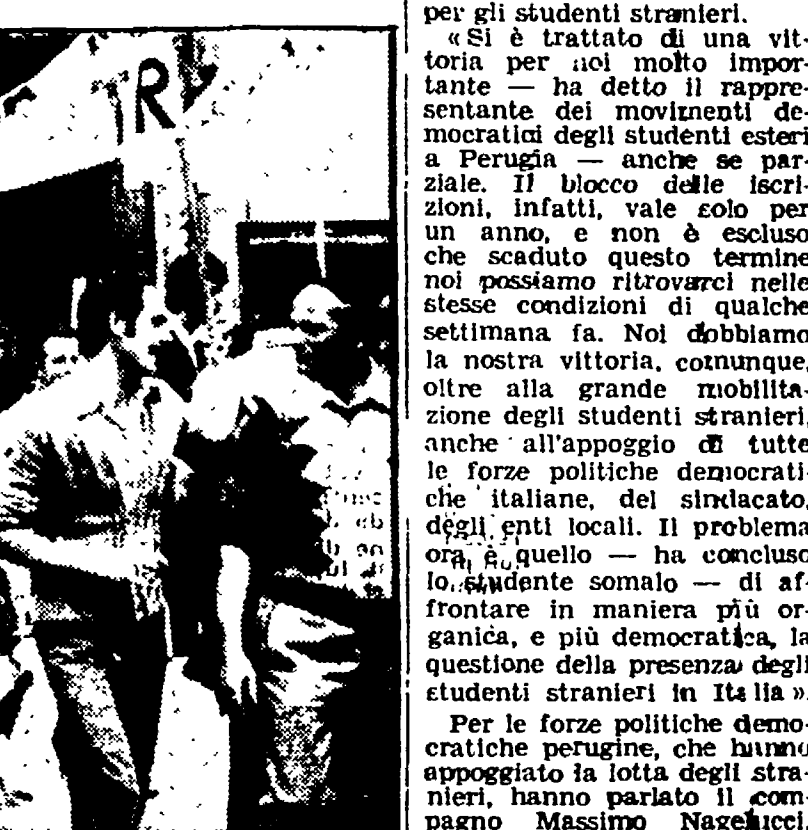 R
per gli studenti stranieri.
«Si è trattato di una vit-
toria per noi molto impor-
tante — ha detto il rappre-
sentante dei movimenti de-
mocratici degli studenti esteri
a Perugia — anche se par-
ziale. Il blocco delle iscri-
zioni, infatti, vale solo per
un anno, e non è escluso
che scaduto questo termine
noi possiamo ritrovarci nelle
stesse condizioni di qualche
settimana fa. Noi dobbiamo
la nostra vittoria, comunque,
oltre alla grande mobilita-
zione degli studenti stranieri,
anche all'appoggio di tutte
le forze politiche democrati-
che italiane, del sindacato,
degli enti locali. Il problema
ora è quello — ha concluso
lo studente somalo — di af-
frontare in maniera più or-
ganica, e più democratica, la
questione della presenza degli
studenti stranieri in Italia».
Per le forze politiche demo-
cratiche perugine, che hanno
appoggiato la lotta degli stra-
nieri, hanno parlato il com-
pagno Massimo Nagelucci,